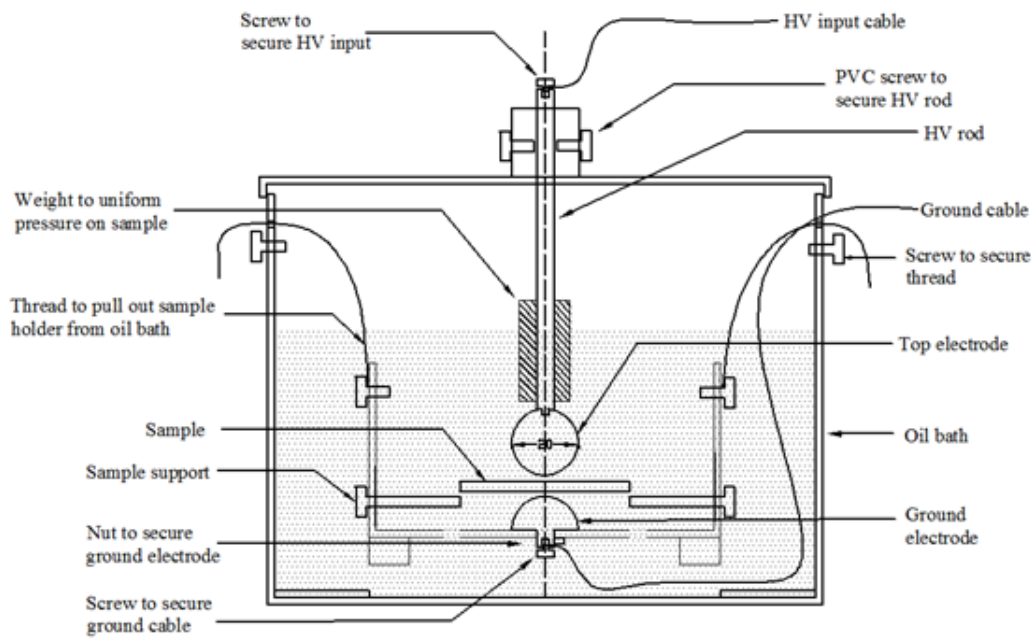 Screw to
secure HV input
HV input cable
PVC screw to
secure HV rod
HV rod
Weight to uniform
pressure on sample
Ground cable
Screw to secure
thread
Thread to pull out sample
holder from oil bath
Top electrode
Sample
20
Oil bath
Sample support
Nut to secure
ground electrode
Ground
electrode
Screw to secure
ground cable